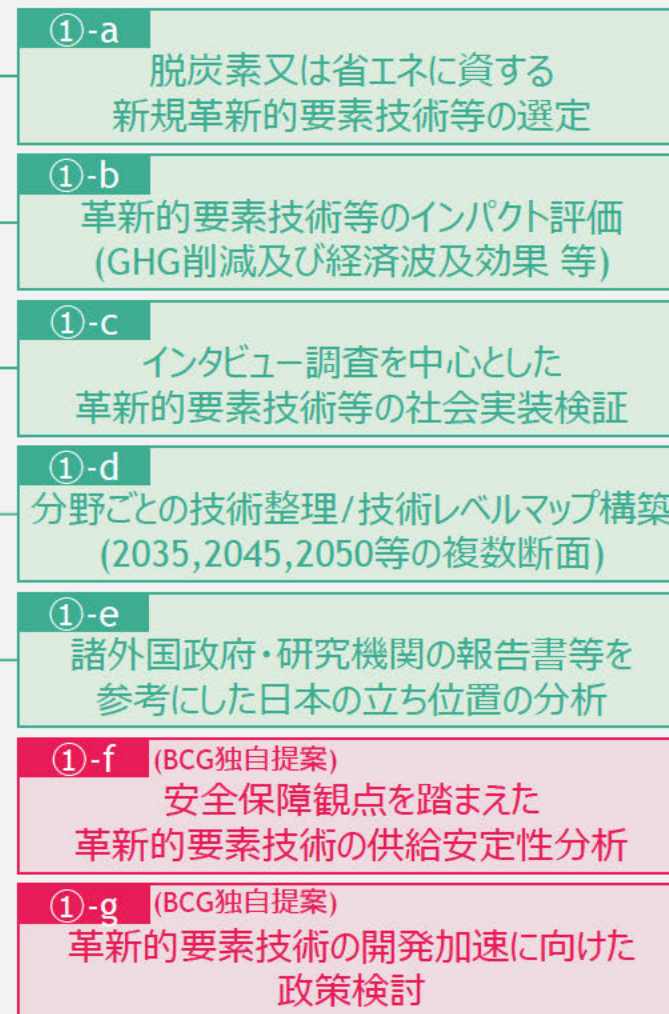 ①-a
脱炭素又は省エネに資する
新規革新的要素技術等の選定
①-b
革新的要素技術等のインパクト評価
(GHG削減及び経済波及効果 等)
①-c
インタビュー調査を中心とした
革新的要素技術等の社会実装検証
①-d
分野ごとの技術整理/技術レベルマップ構築
(2035,2045,2050等の複数断面)
①-e
諸外国政府・研究機関の報告書等を
参考にした日本の立ち位置の分析
①-f (BCG独自提案)
安全保障観点を踏まえた
革新的要素技術の供給安定性分析
①-g (BCG独自提案)
革新的要素技術の開発加速に向けた
政策検討